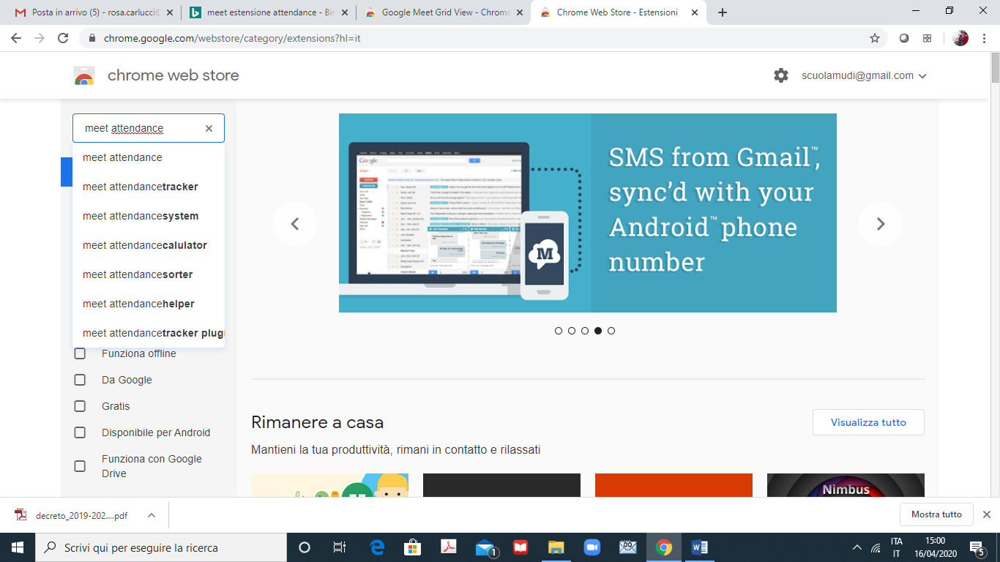 Posta in arrivo (5) - rosa.carlucci@
meet estensione attendance - Bin
Google Meet Grid View - Chrome
Chrome Web Store - Estensioni
chrome.google.com/webstore/category/extensions?hl=it
chrome web store
scuolamudi@gmail.com
meet attendance
meet attendance
meet attendancetracker
meet attendancesystem
meet attendancecalulator
meet attendancesorter
meet attendancehelper
meet attendancetracker plugi
Funziona offline
Da Google
Gratis
Disponibile per Android
Funziona con Google
Drive
Google
M
SMS from Gmail™,
sync’d with your
Android™ phone
number
Rimanere a casa
Visualizza tutto
Mantieni la tua produttività, rimani in contatto e rilassati
Nimbus
decreto_2019-202....pdf
Mostra tutto
Scrivi qui per eseguire la ricerca
1
ITA
IT
15:00
16/04/2020
5